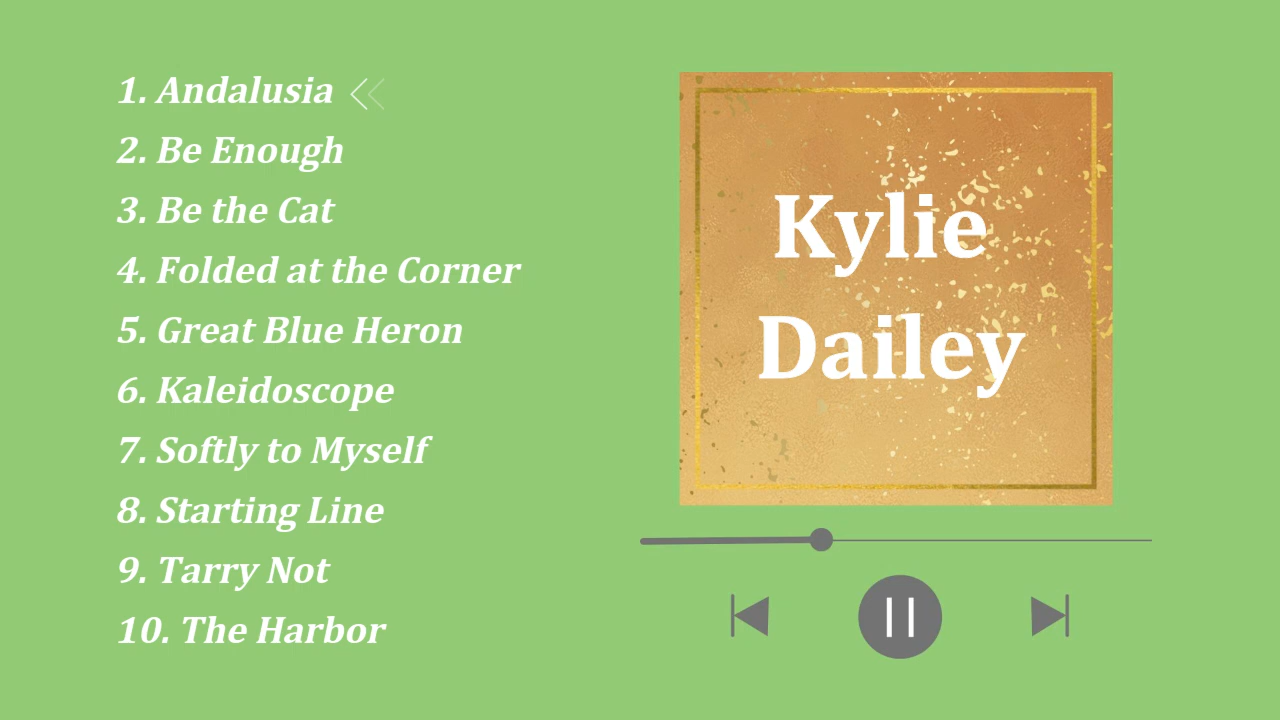 1. Andalusia
2. Be Enough
3. Be the Cat
4. Folded at the Corner
5. Great Blue Heron
6. Kaleidoscope
7. Softly to Myself
8. Starting Line
9. Tarry Not
10. The Harbor
Kylie
Dailey